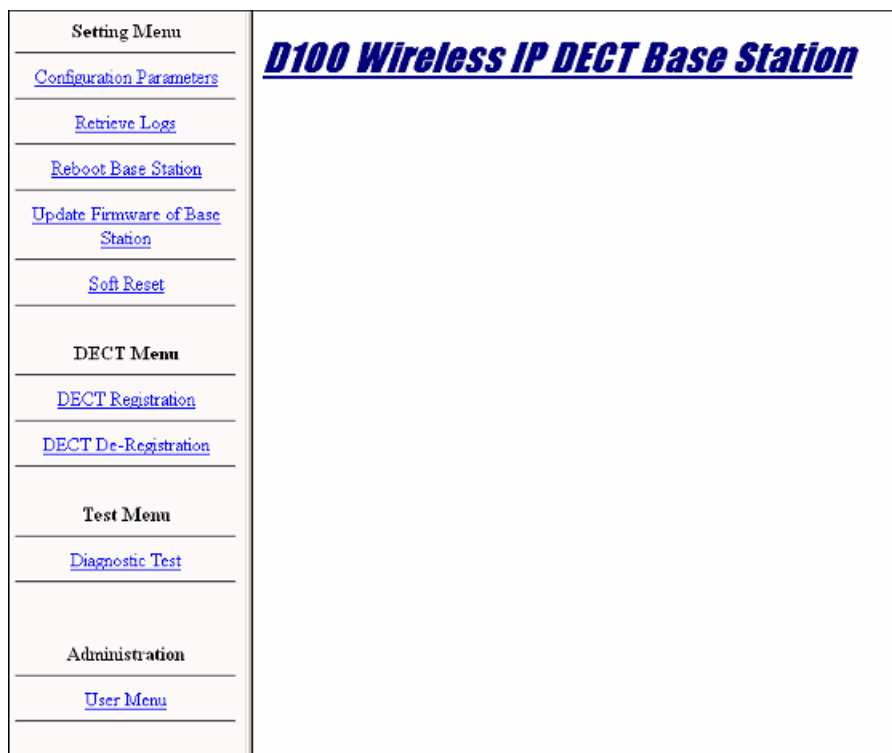 Setting Menu
Configuration Parameters
Retrieve Logs
Reboot Base Station
Update Firmware of Base
Station
Soft Reset
DECT Menu
DECT Registration
DECT De-Registration
Test Menu
Diagnostic Test
Administration
User Menu
D100 Wireless IP DECT Base Station